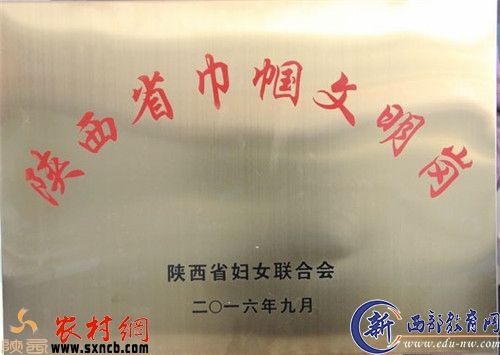 陕西省巾帼文明岗
陕西省妇女联合会
二〇一六年九月
陕西 农村網
www.sxncb.com
新 西部教育网
www.edu-nw.com